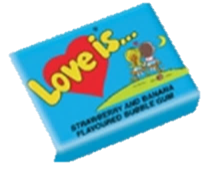 Love is...
STRAWBERRY AND BANANA
FLAVOURED BUBBLE GUM